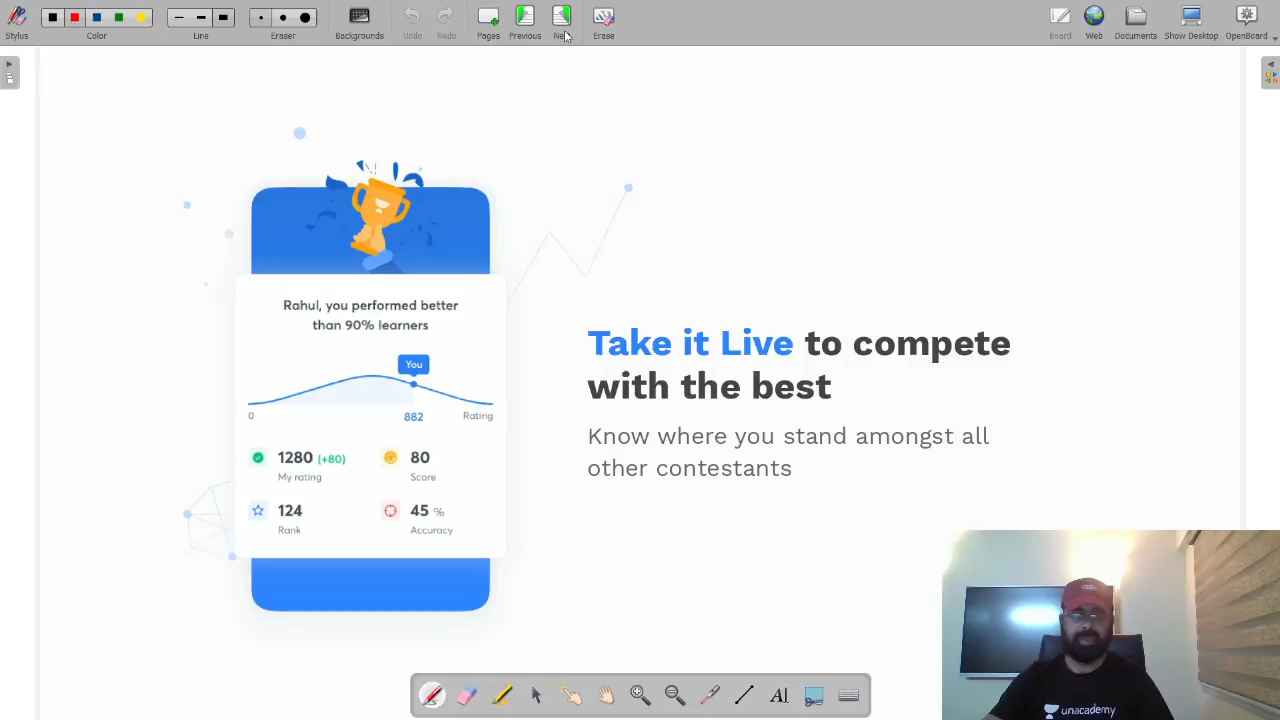 Stylus
Color
Line
Eraser
Backgrounds
Undo
Redo
Pages
Previous
Erase
Board
Web
Documents
Show Desktop
OpenBoard
Rahul, you performed better
than 90% learners
You
0
882
Rating
1280 (+80)
My rating
80
Score
124
Rank
45 %
Accuracy
Take it Live to compete
with the best
Know where you stand amongst all
other contestants
AI
unacademy